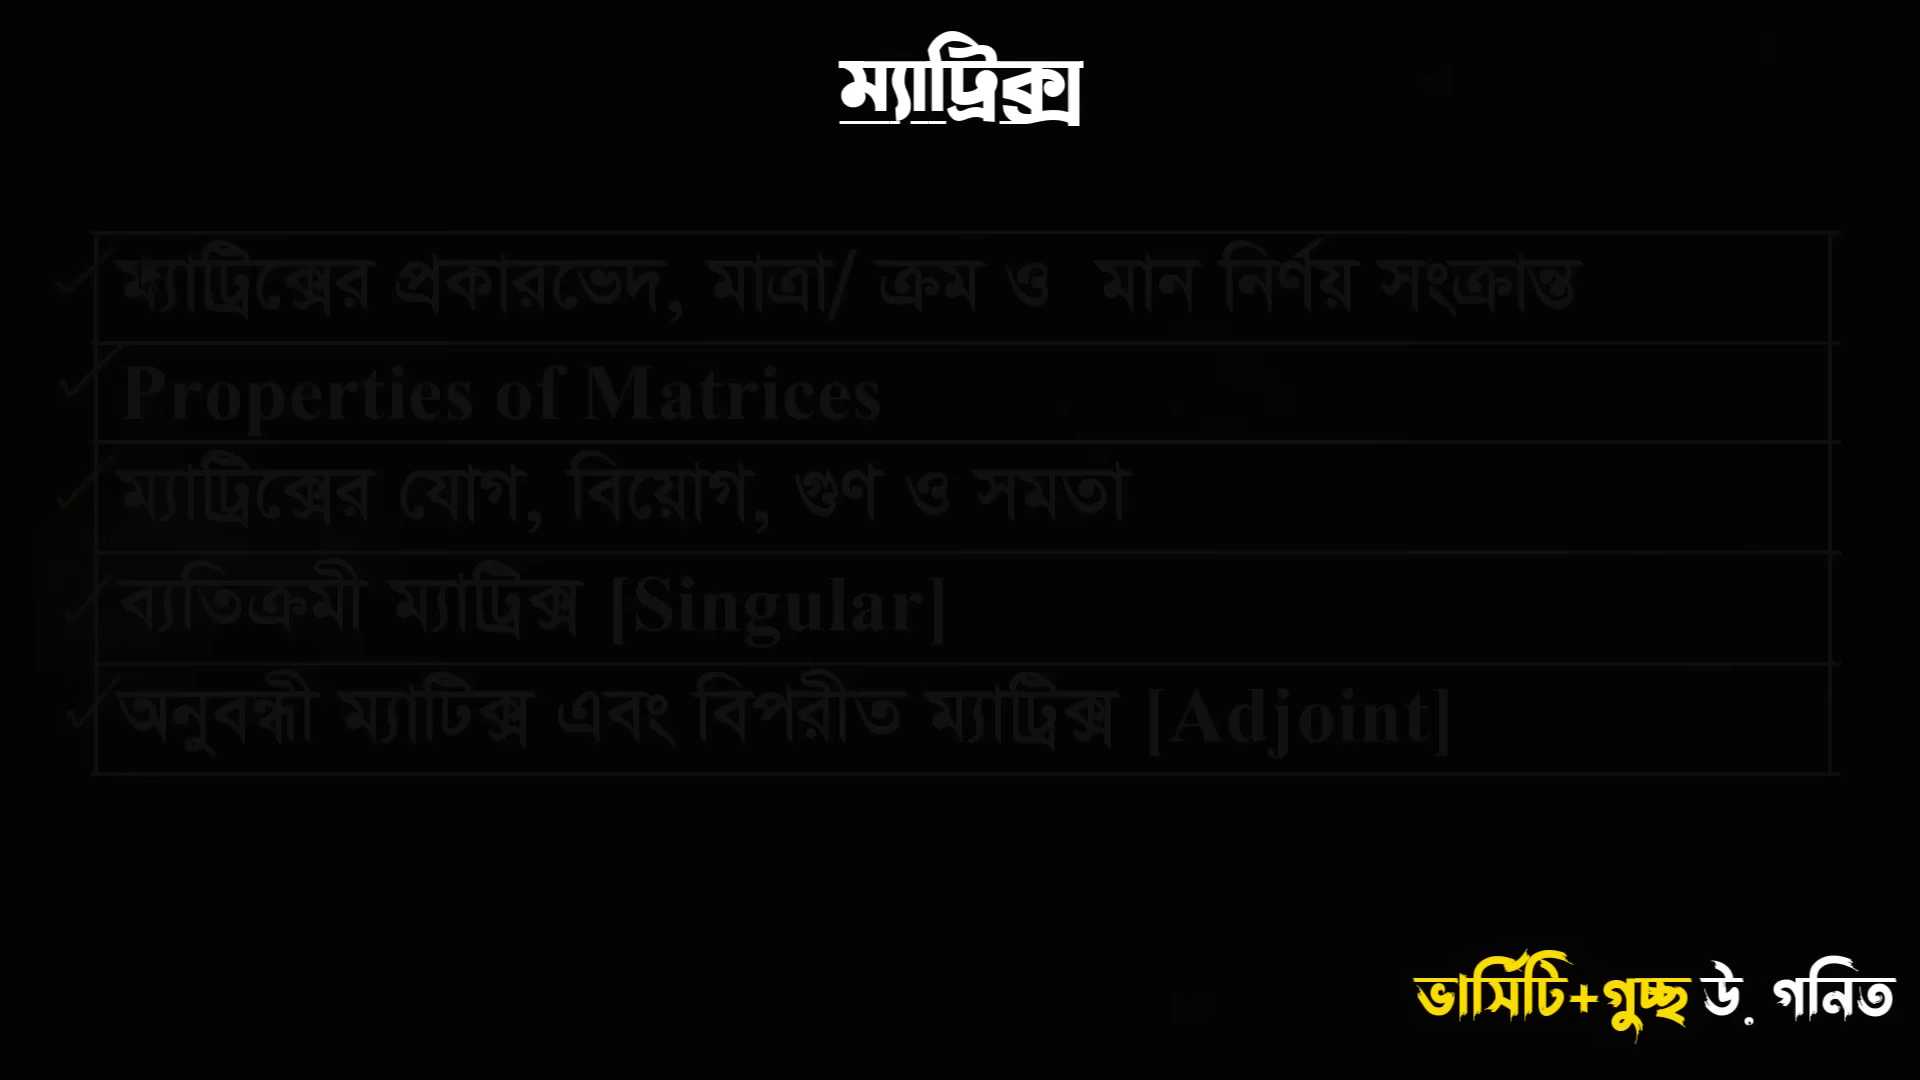 ম্যাট্রিক্স
ম্যাট্রিক্সের প্রকারভেদ, মাত্রা/ ক্রম ও মান নির্ণয় সংক্রান্ত
Properties of Matrices
ম্যাট্রিক্সের যোগ, বিয়োগ, গুণ ও সমতা
ব্যতিক্রমী ম্যাট্রিক্স [Singular]
অনুবন্ধী ম্যাটিক্স এবং বিপরীত ম্যাট্রিক্স [Adjoint]
ভার্সিটি+গুচ্ছ উ. গনিত